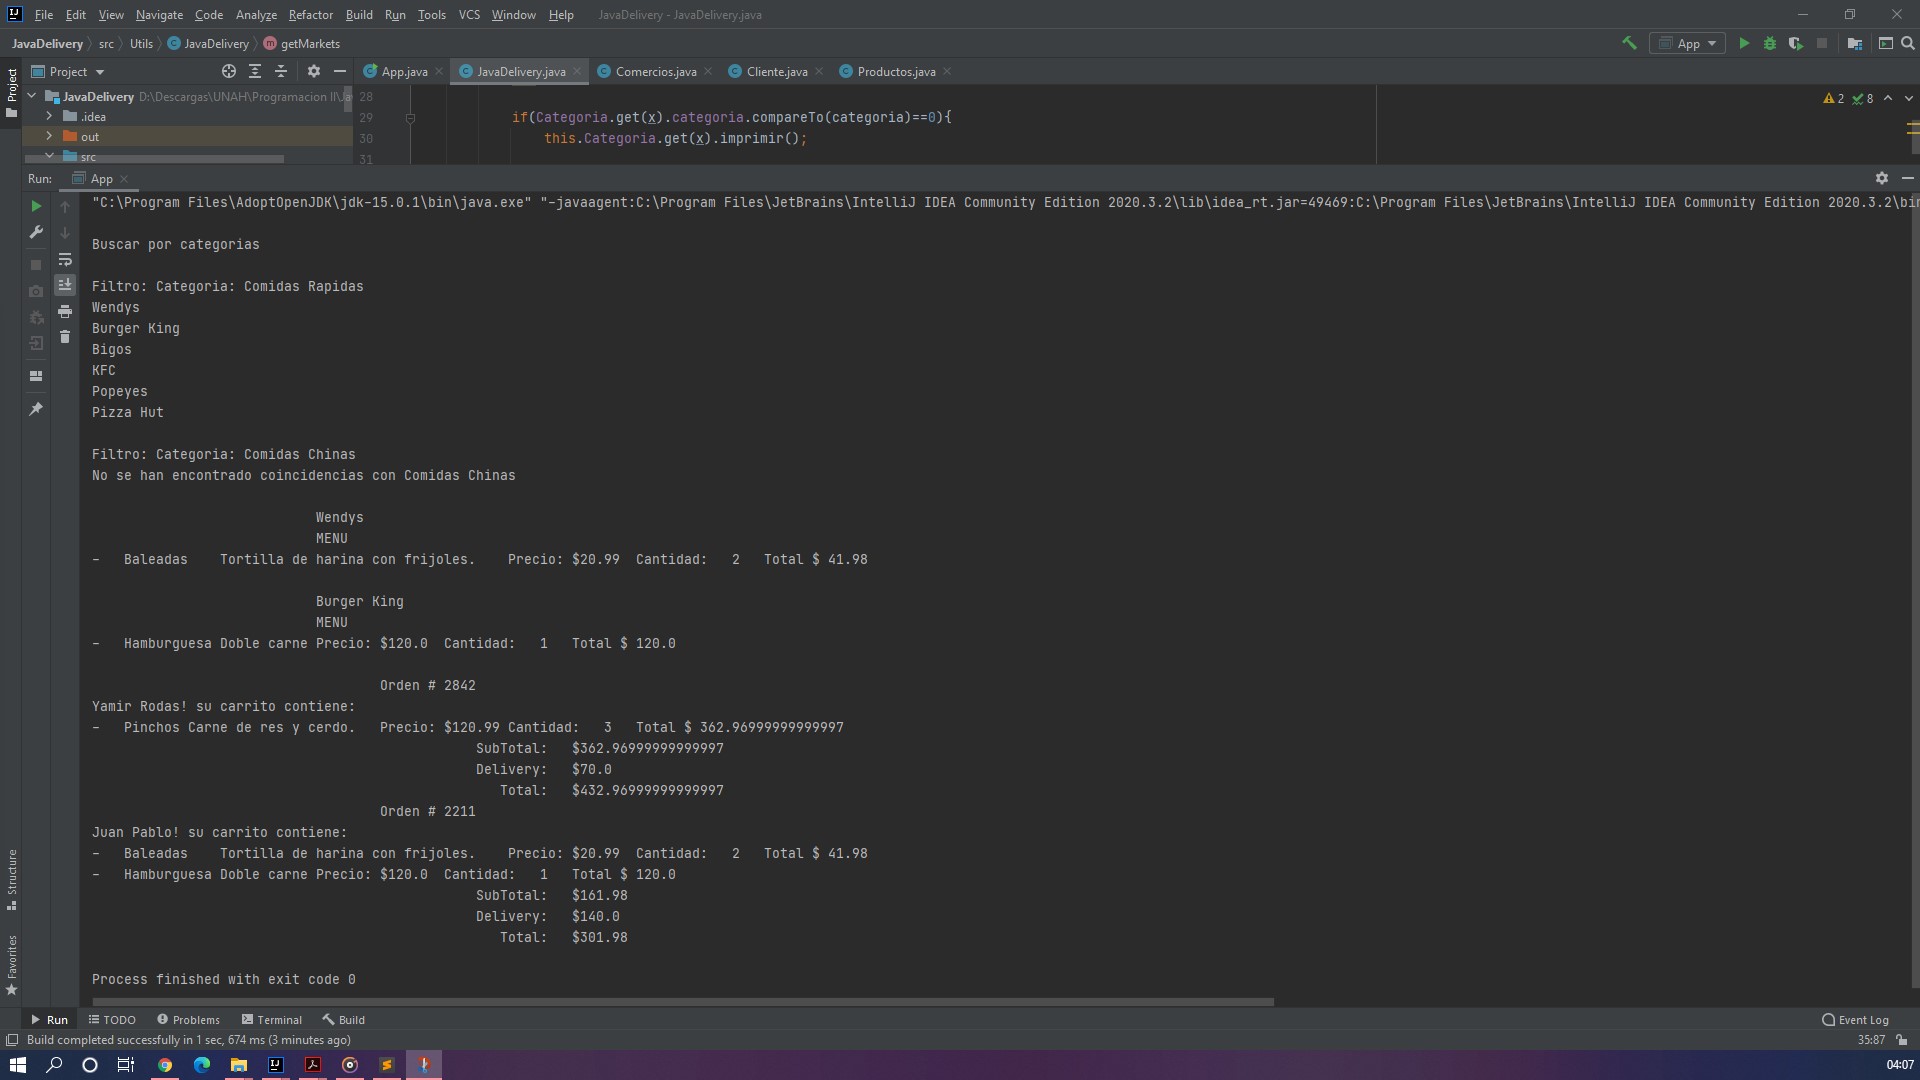 File Edit View Navigate Code Analyze Refactor Build Run Tools VCS Window Help JavaDelivery - JavaDelivery.java
JavaDelivery src Utils JavaDelivery getMarkets App
Project App.java JavaDelivery.java Comercios.java Cliente.java Productos.java
JavaDelivery D:\Descargas\UNAH\Programacion II\Ja
.idea
out
src
28
29 if(Categoria.get(x).categoria.compareTo(categoria)==0){
30 this.Categoria.get(x).imprimir();
31
2 8
Run: App
"C:\Program Files\AdoptOpenJDK\jdk-15.0.1\bin\java.exe" "-javaagent:C:\Program Files\JetBrains\IntelliJ IDEA Community Edition 2020.3.2\lib\idea_rt.jar=49469:C:\Program Files\JetBrains\IntelliJ IDEA Community Edition 2020.3.2\bin
Buscar por categorias
Filtro: Categoria: Comidas Rapidas
Wendys
Burger King
Bigos
KFC
Popeyes
Pizza Hut
Filtro: Categoria: Comidas Chinas
No se han encontrado coincidencias con Comidas Chinas
Wendys
MENU
- Baleadas Tortilla de harina con frijoles. Precio: $20.99 Cantidad: 2 Total $ 41.98
Burger King
MENU
- Hamburguesa Doble carne Precio: $120.0 Cantidad: 1 Total $ 120.0
Orden # 2842
Yamir Rodas! su carrito contiene:
- Pinchos Carne de res y cerdo. Precio: $120.99 Cantidad: 3 Total $ 362.96999999999997
SubTotal: $362.96999999999997
Delivery: $70.0
Total: $432.96999999999997
Orden # 2211
Juan Pablo! su carrito contiene:
- Baleadas Tortilla de harina con frijoles. Precio: $20.99 Cantidad: 2 Total $ 41.98
- Hamburguesa Doble carne Precio: $120.0 Cantidad: 1 Total $ 120.0
SubTotal: $161.98
Delivery: $140.0
Total: $301.98
Process finished with exit code 0
Project
Structure
Favorites
Run TODO Problems Terminal Build Event Log
Build completed successfully in 1 sec, 674 ms (3 minutes ago) 35:87
04:07